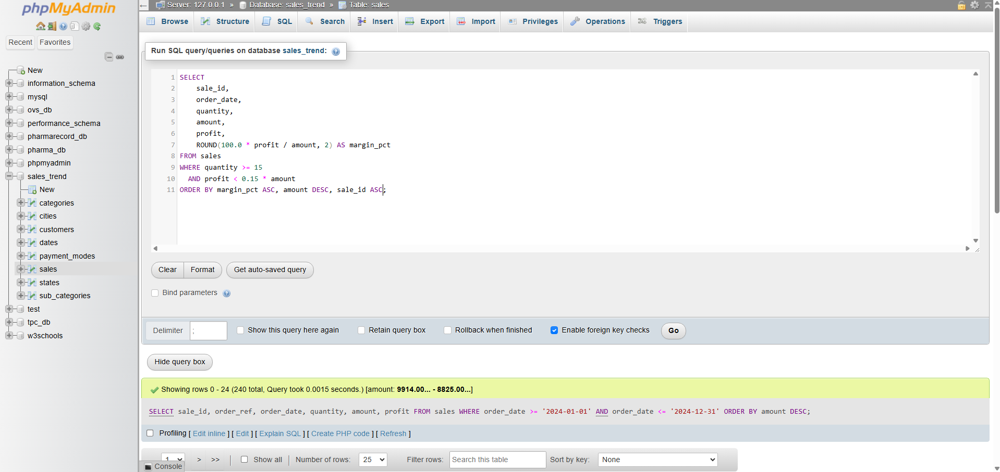 phpMyAdmin
Recent Favorites
New
information_schema
mysql
ovs_db
performance_schema
pharmarecord_db
pharma_db
phpmyadmin
sales_trend
New
categories
cities
customers
dates
payment_modes
sales
states
sub_categories
test
tpc_db
w3schools
Server: 127.0.0.1 » Database: sales_trend » Table: sales
Browse Structure SQL Search Insert Export Import Privileges Operations Triggers
Run SQL query/queries on database sales_trend:
1 SELECT
2     sale_id,
3     order_date,
4     quantity,
5     amount,
6     profit,
7     ROUND(100.0 * profit / amount, 2) AS margin_pct
8 FROM sales
9 WHERE quantity >= 15
10   AND profit < 0.15 * amount
11 ORDER BY margin_pct ASC, amount DESC, sale_id ASC;
Clear Format Get auto-saved query
Bind parameters
Delimiter ; Show this query here again Retain query box Rollback when finished Enable foreign key checks Go
Hide query box
Showing rows 0 - 24 (240 total, Query took 0.0015 seconds.) [amount: 9914.00... - 8825.00...]
SELECT sale_id, order_ref, order_date, quantity, amount, profit FROM sales WHERE order_date >= '2024-01-01' AND order_date <= '2024-12-31' ORDER BY amount DESC;
Profiling [ Edit inline ] [ Edit ] [ Explain SQL ] [ Create PHP code ] [ Refresh ]
1 > >> Show all Number of rows: 25 Filter rows: Search this table Sort by key: None
Console